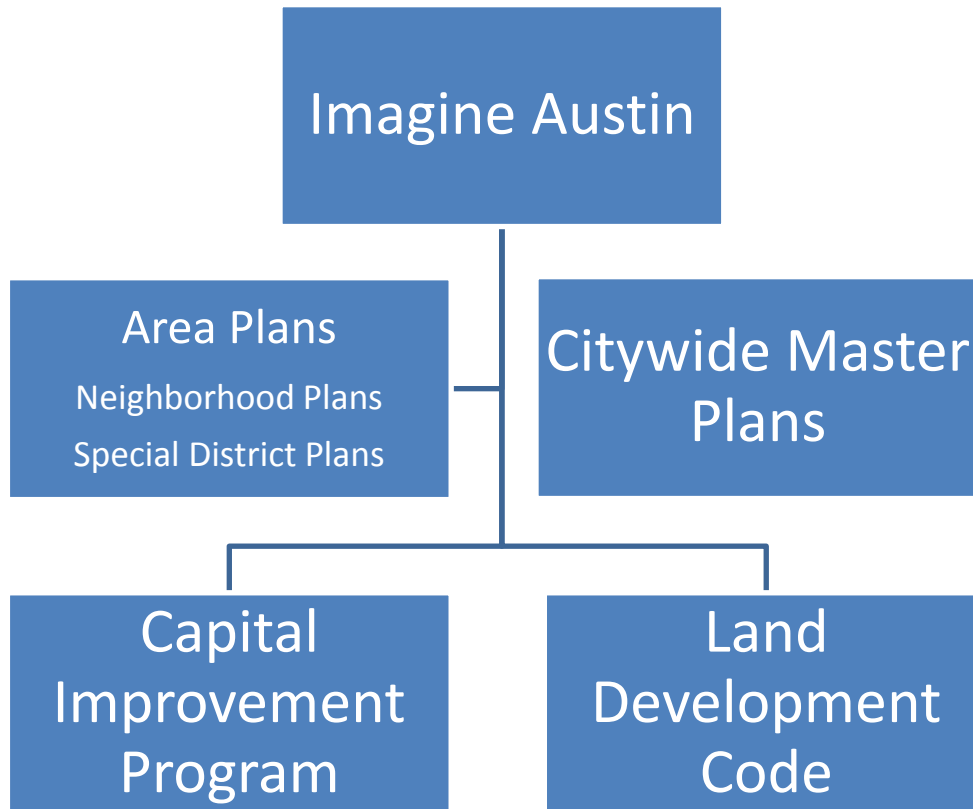 Imagine Austin
Area Plans
Neighborhood Plans
Special District Plans
Citywide Master
Plans
Capital
Improvement
Program
Land
Development
Code